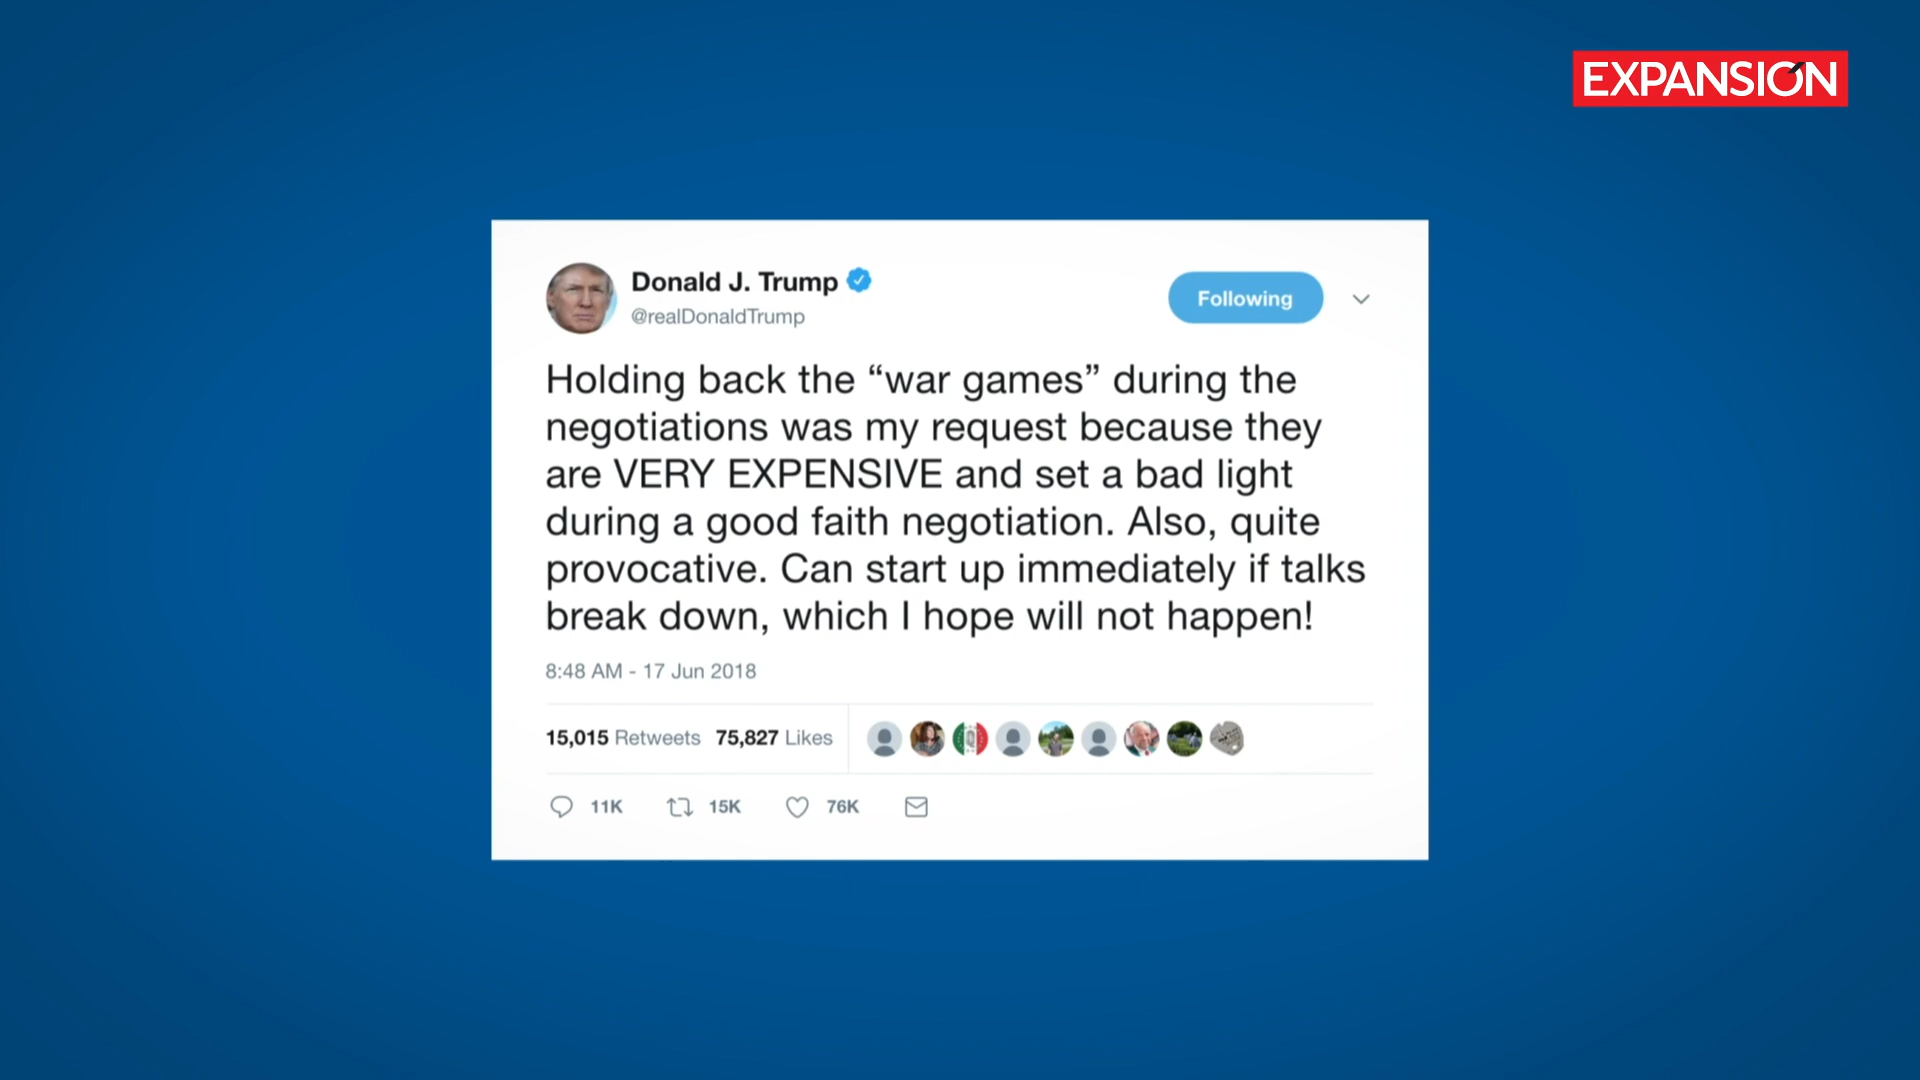 EXPANSIÓN
Donald J. Trump
@realDonaldTrump
Following
Holding back the “war games” during the
negotiations was my request because they
are VERY EXPENSIVE and set a bad light
during a good faith negotiation. Also, quite
provocative. Can start up immediately if talks
break down, which I hope will not happen!
8:48 AM - 17 Jun 2018
15,015 Retweets 75,827 Likes
11K 15K 76K